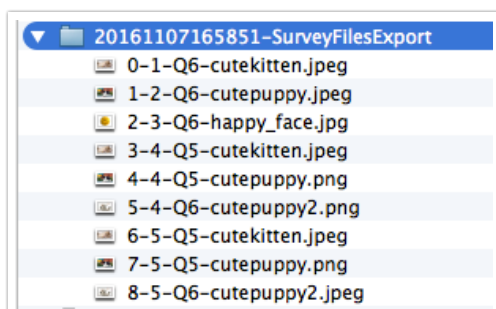 20161107165851-SurveyFilesExport
0-1-Q6-cutekitten.jpeg
1-2-Q6-cutepuppy.jpeg
2-3-Q6-happy_face.jpg
3-4-Q5-cutekitten.jpeg
4-4-Q5-cutepuppy.png
5-4-Q6-cutepuppy2.png
6-5-Q5-cutekitten.jpeg
7-5-Q5-cutepuppy.png
8-5-Q6-cutepuppy2.jpeg